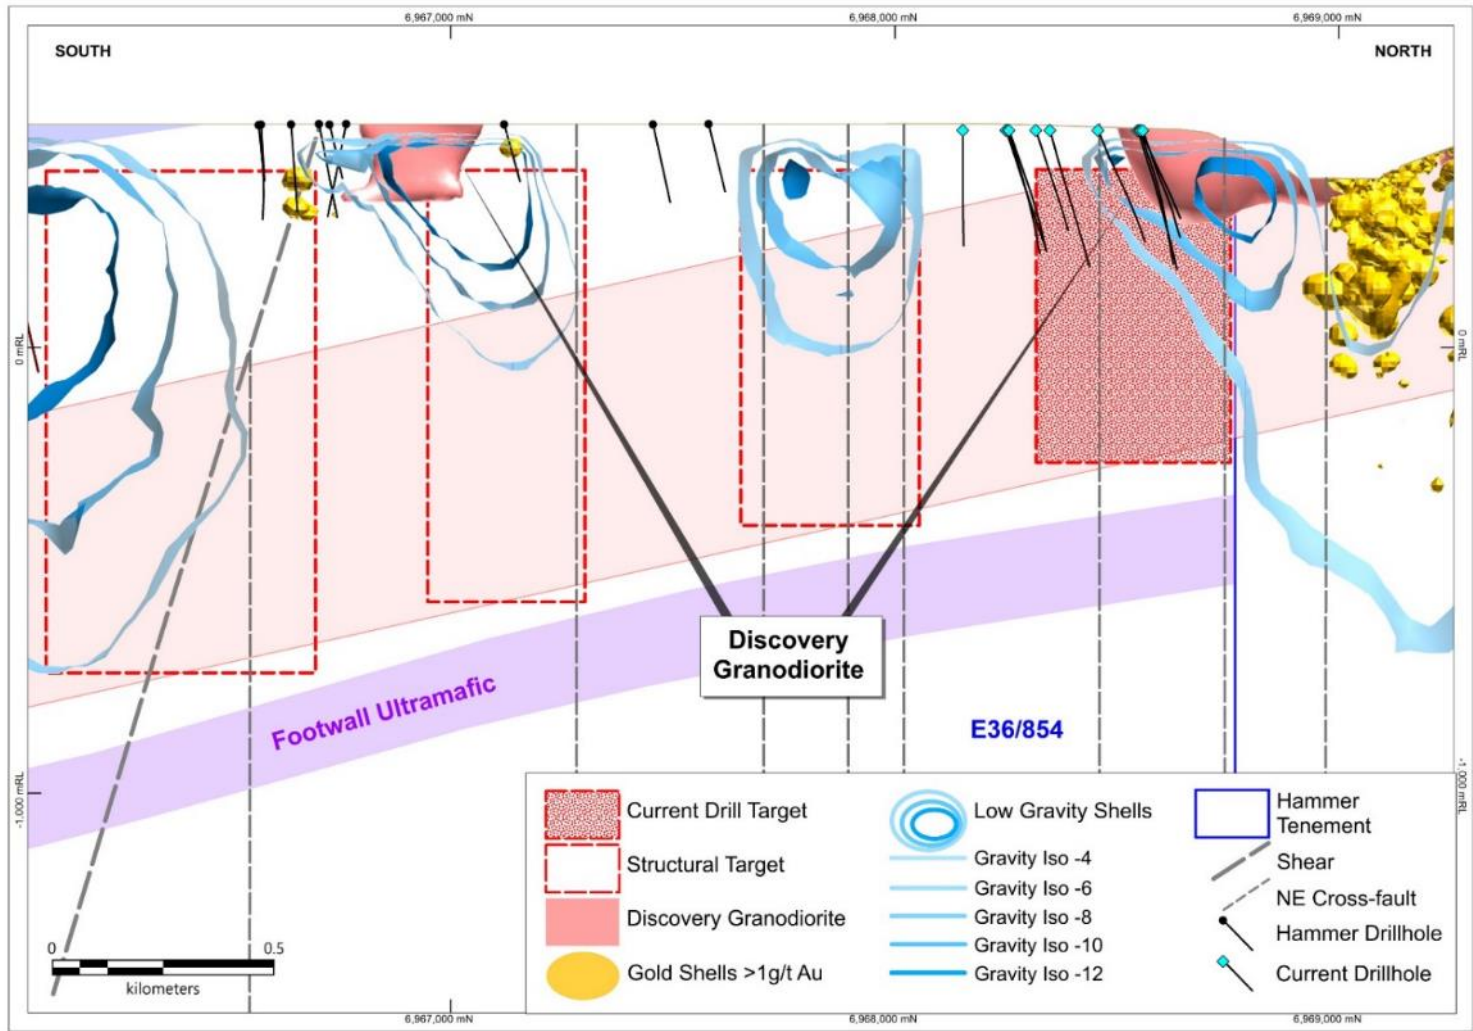 6,967,000 mN
6,968,000 mN
6,969,000 mN
SOUTH
NORTH
0 mRL
0 mRL
Discovery
Granodiorite
Footwall Ultramafic
E36/854
-1,000 mRL
-1,000 mRL
Current Drill Target
Structural Target
Discovery Granodiorite
Gold Shells >1g/t Au
Low Gravity Shells
Gravity Iso -4
Gravity Iso -6
Gravity Iso -8
Gravity Iso -10
Gravity Iso -12
Hammer
Tenement
Shear
NE Cross-fault
Hammer Drillhole
Current Drillhole
0
0.5
kilometers
6,967,000 mN
6,968,000 mN
6,969,000 mN